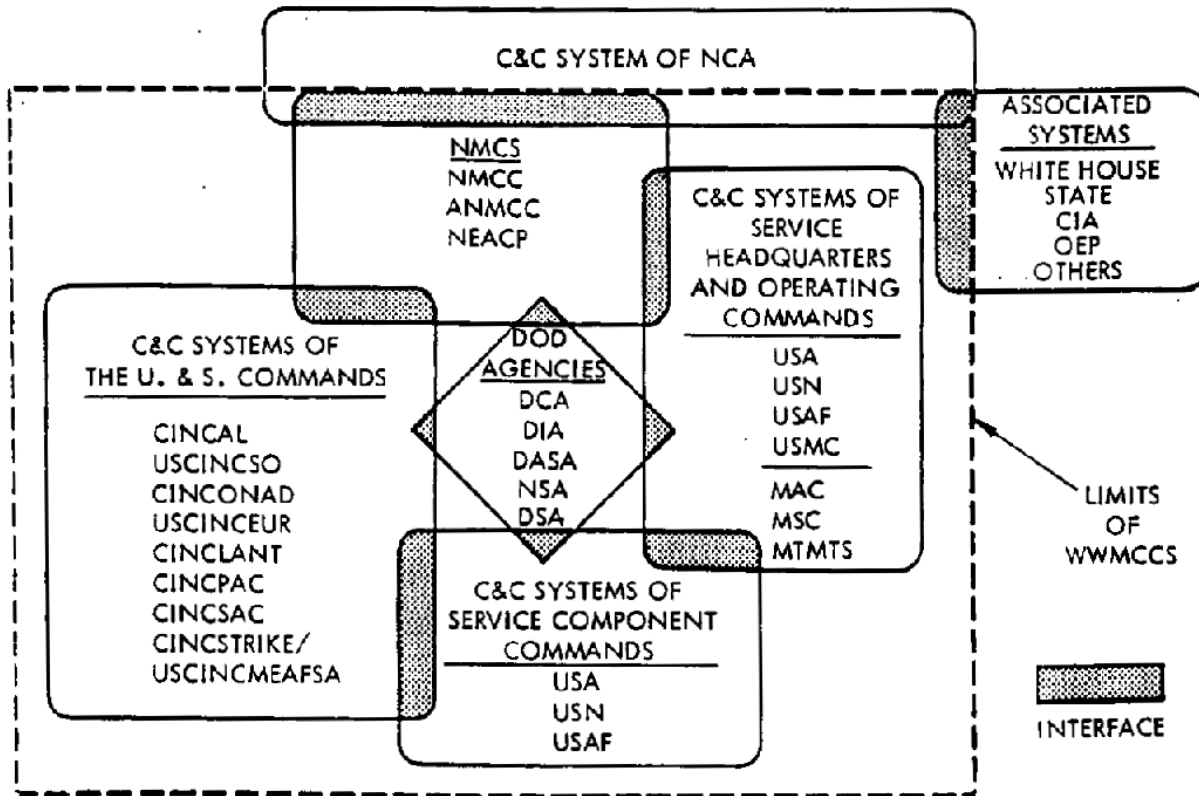 C&C SYSTEM OF NCA
ASSOCIATED
SYSTEMS
WHITE HOUSE
STATE
CIA
OEP
OTHERS
NMCS
NMCC
ANMCC
NEACP
C&C SYSTEMS OF
SERVICE
HEADQUARTERS
AND OPERATING
COMMANDS
USA
USN
USAF
USMC
MAC
MSC
MTMTS
C&C SYSTEMS OF
THE U. & S. COMMANDS
CINCAL
USCINCSO
CINCONAD
USCINCEUR
CINCLANT
CINCPAC
CINCSAC
CINCSTRIKE/
USCINCMEAFSA
DOD
AGENCIES
DCA
DIA
DASA
NSA
DSA
C&C SYSTEMS OF
SERVICE COMPONENT
COMMANDS
USA
USN
USAF
LIMITS
OF
WWMCCS
INTERFACE